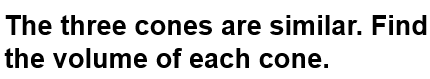 The three cones are similar. Find
the volume of each cone.